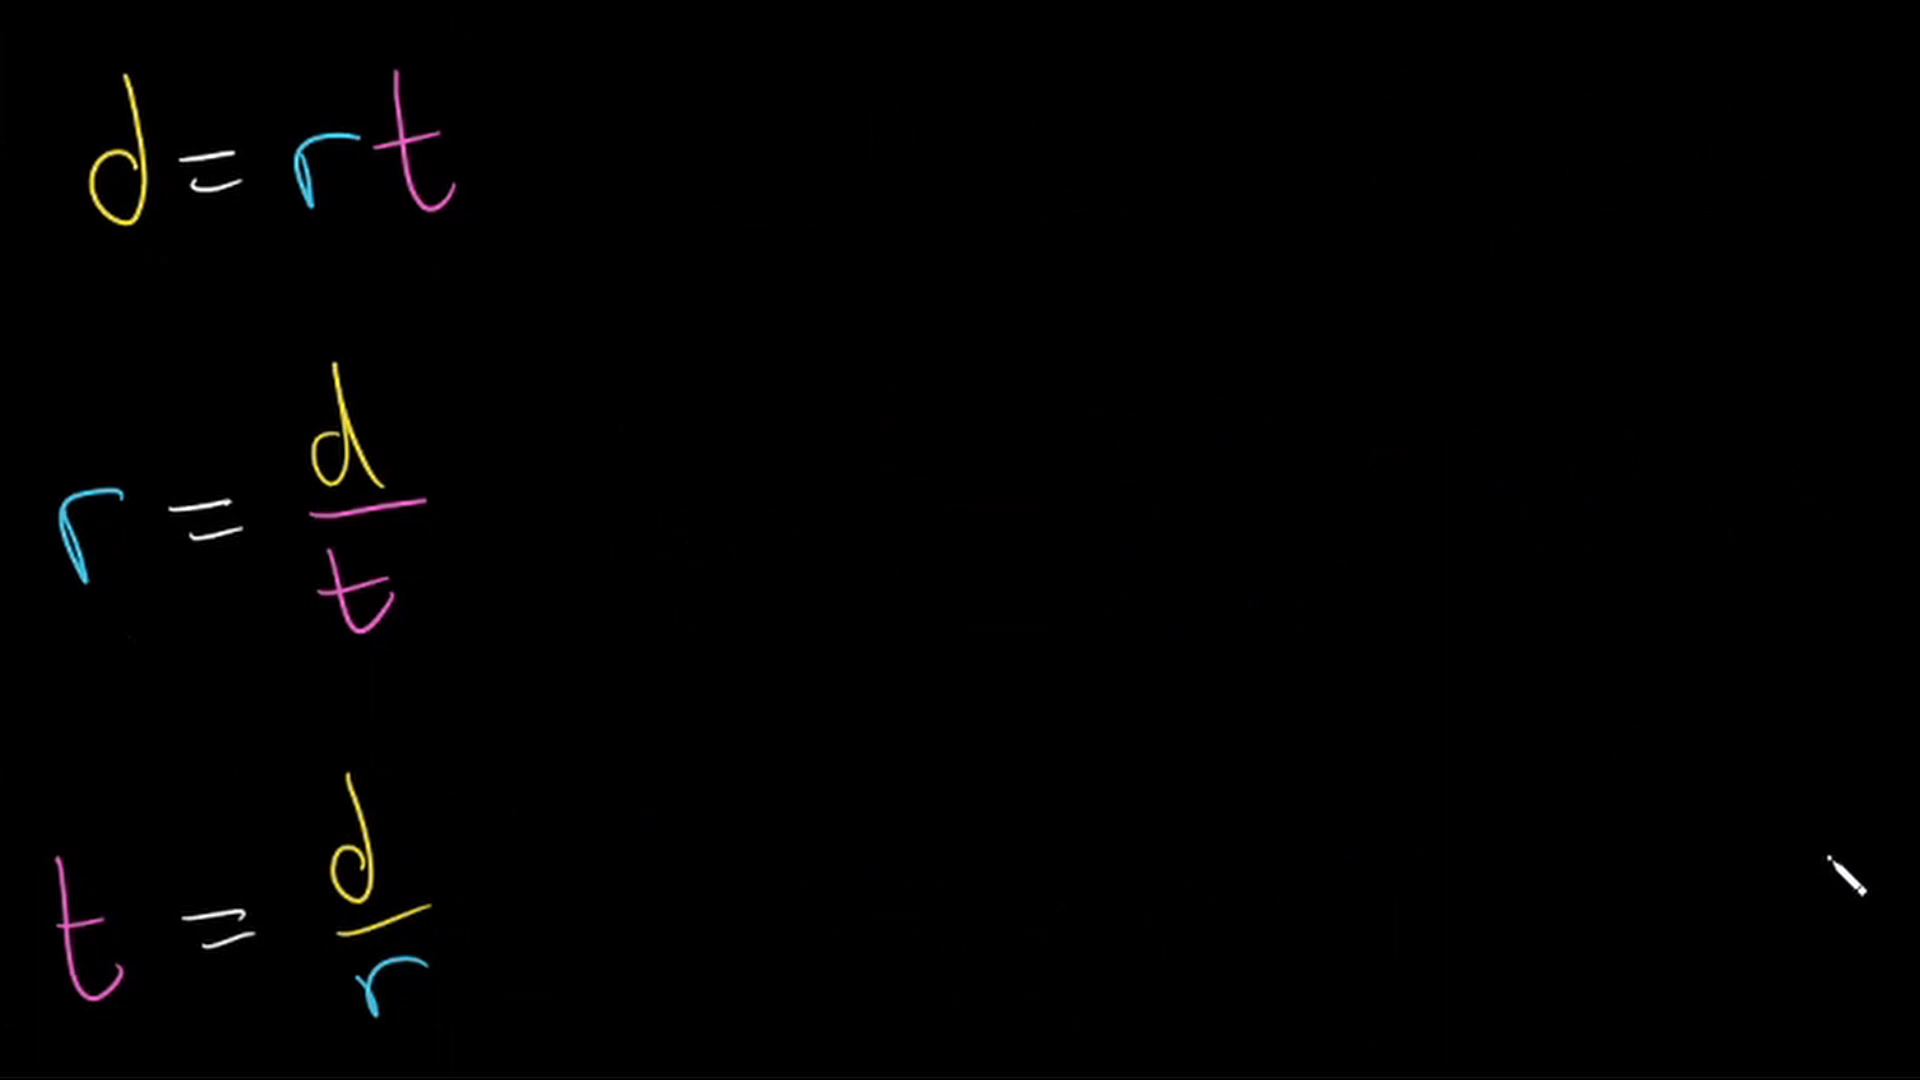 d = rt
r = d/t
t = d/r